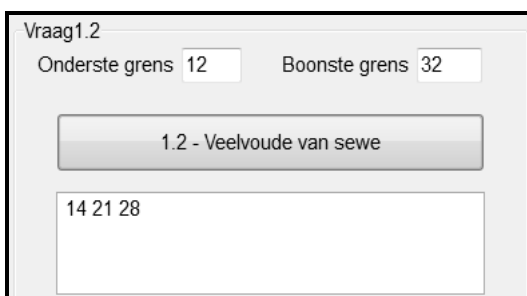 Vraag1.2
Onderste grens 12 Boonste grens 32
1.2 - Veelvoude van sewe
14 21 28